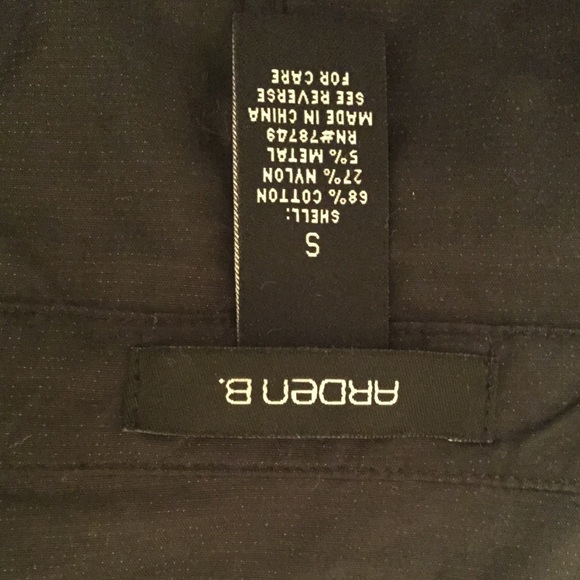 ARDEN B.
S
SHELL:
68% COTTON
27% NYLON
5% METAL
RN#78749
MADE IN CHINA
SEE REVERSE
FOR CARE